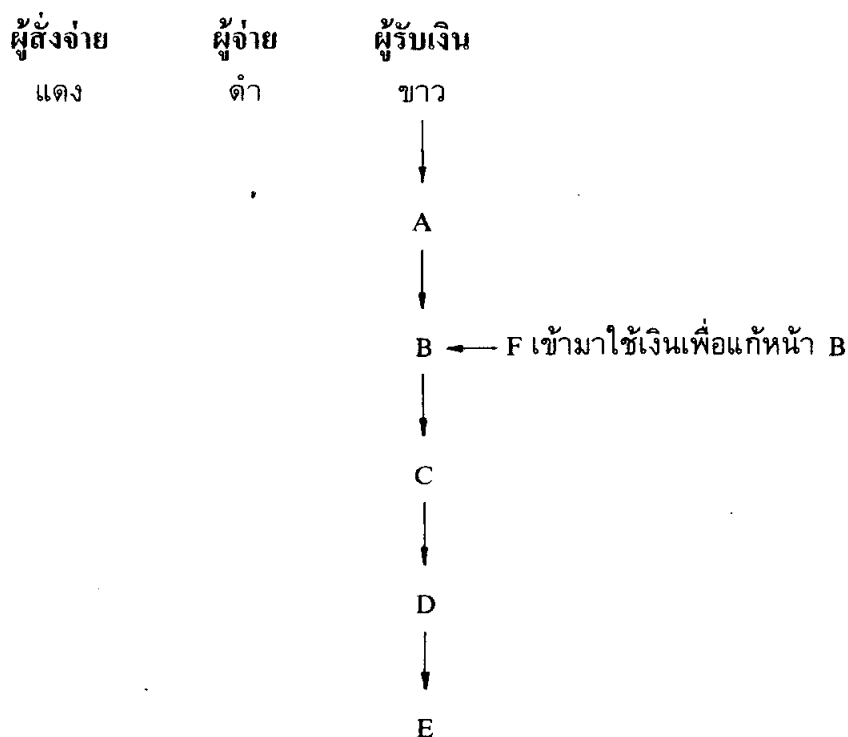 ผู้สั่งจ่าย ผู้จ่าย ผู้รับเงิน
แดง ดำ ขาว
A
B F เข้ามาใช้เงินเพื่อแก้หน้า B
C
D
E